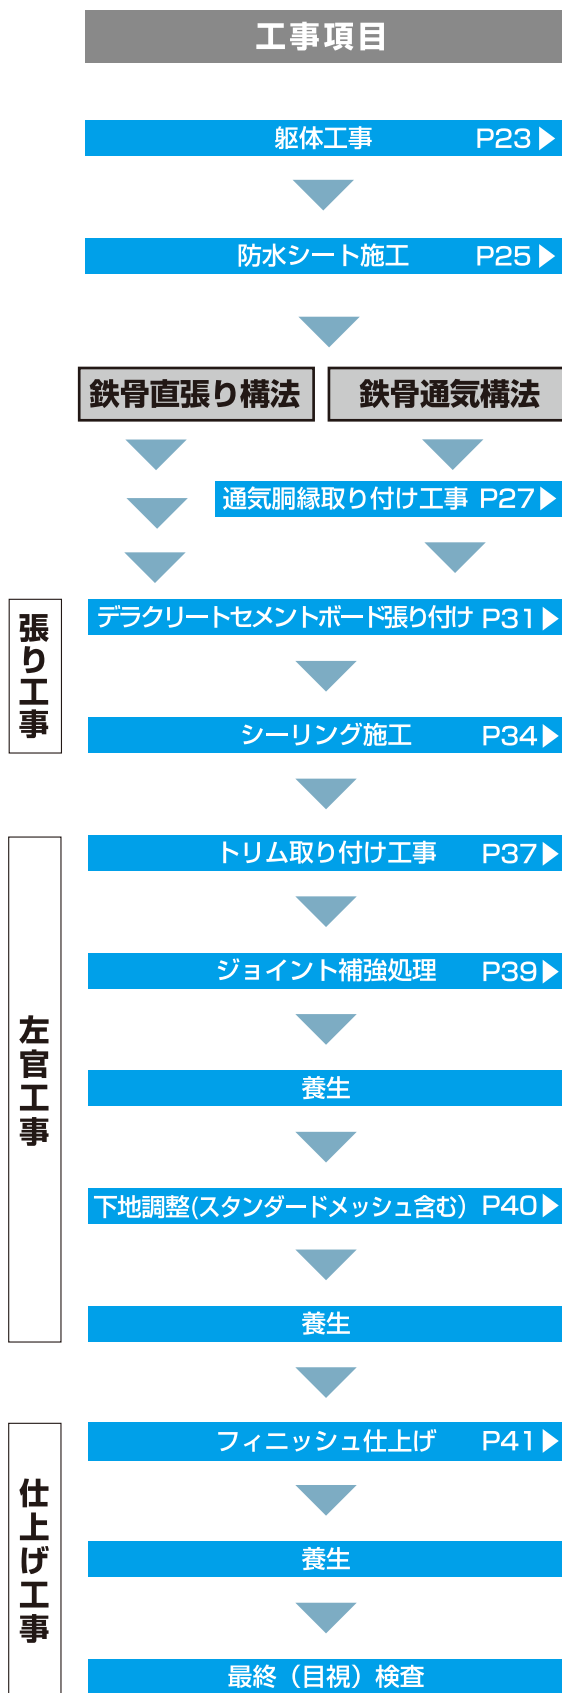 工事項目
躯体工事 P23
防水シート施工 P25
鉄骨直張り構法
鉄骨通気構法
通気胴縁取り付け工事 P27
張り工事
デラクリートセメントボード張り付け P31
シーリング施工 P34
左官工事
トリム取り付け工事 P37
ジョイント補強処理 P39
養生
下地調整(スタンダードメッシュ含む） P40
養生
仕上げ工事
フィニッシュ仕上げ P41
養生
最終（目視）検査